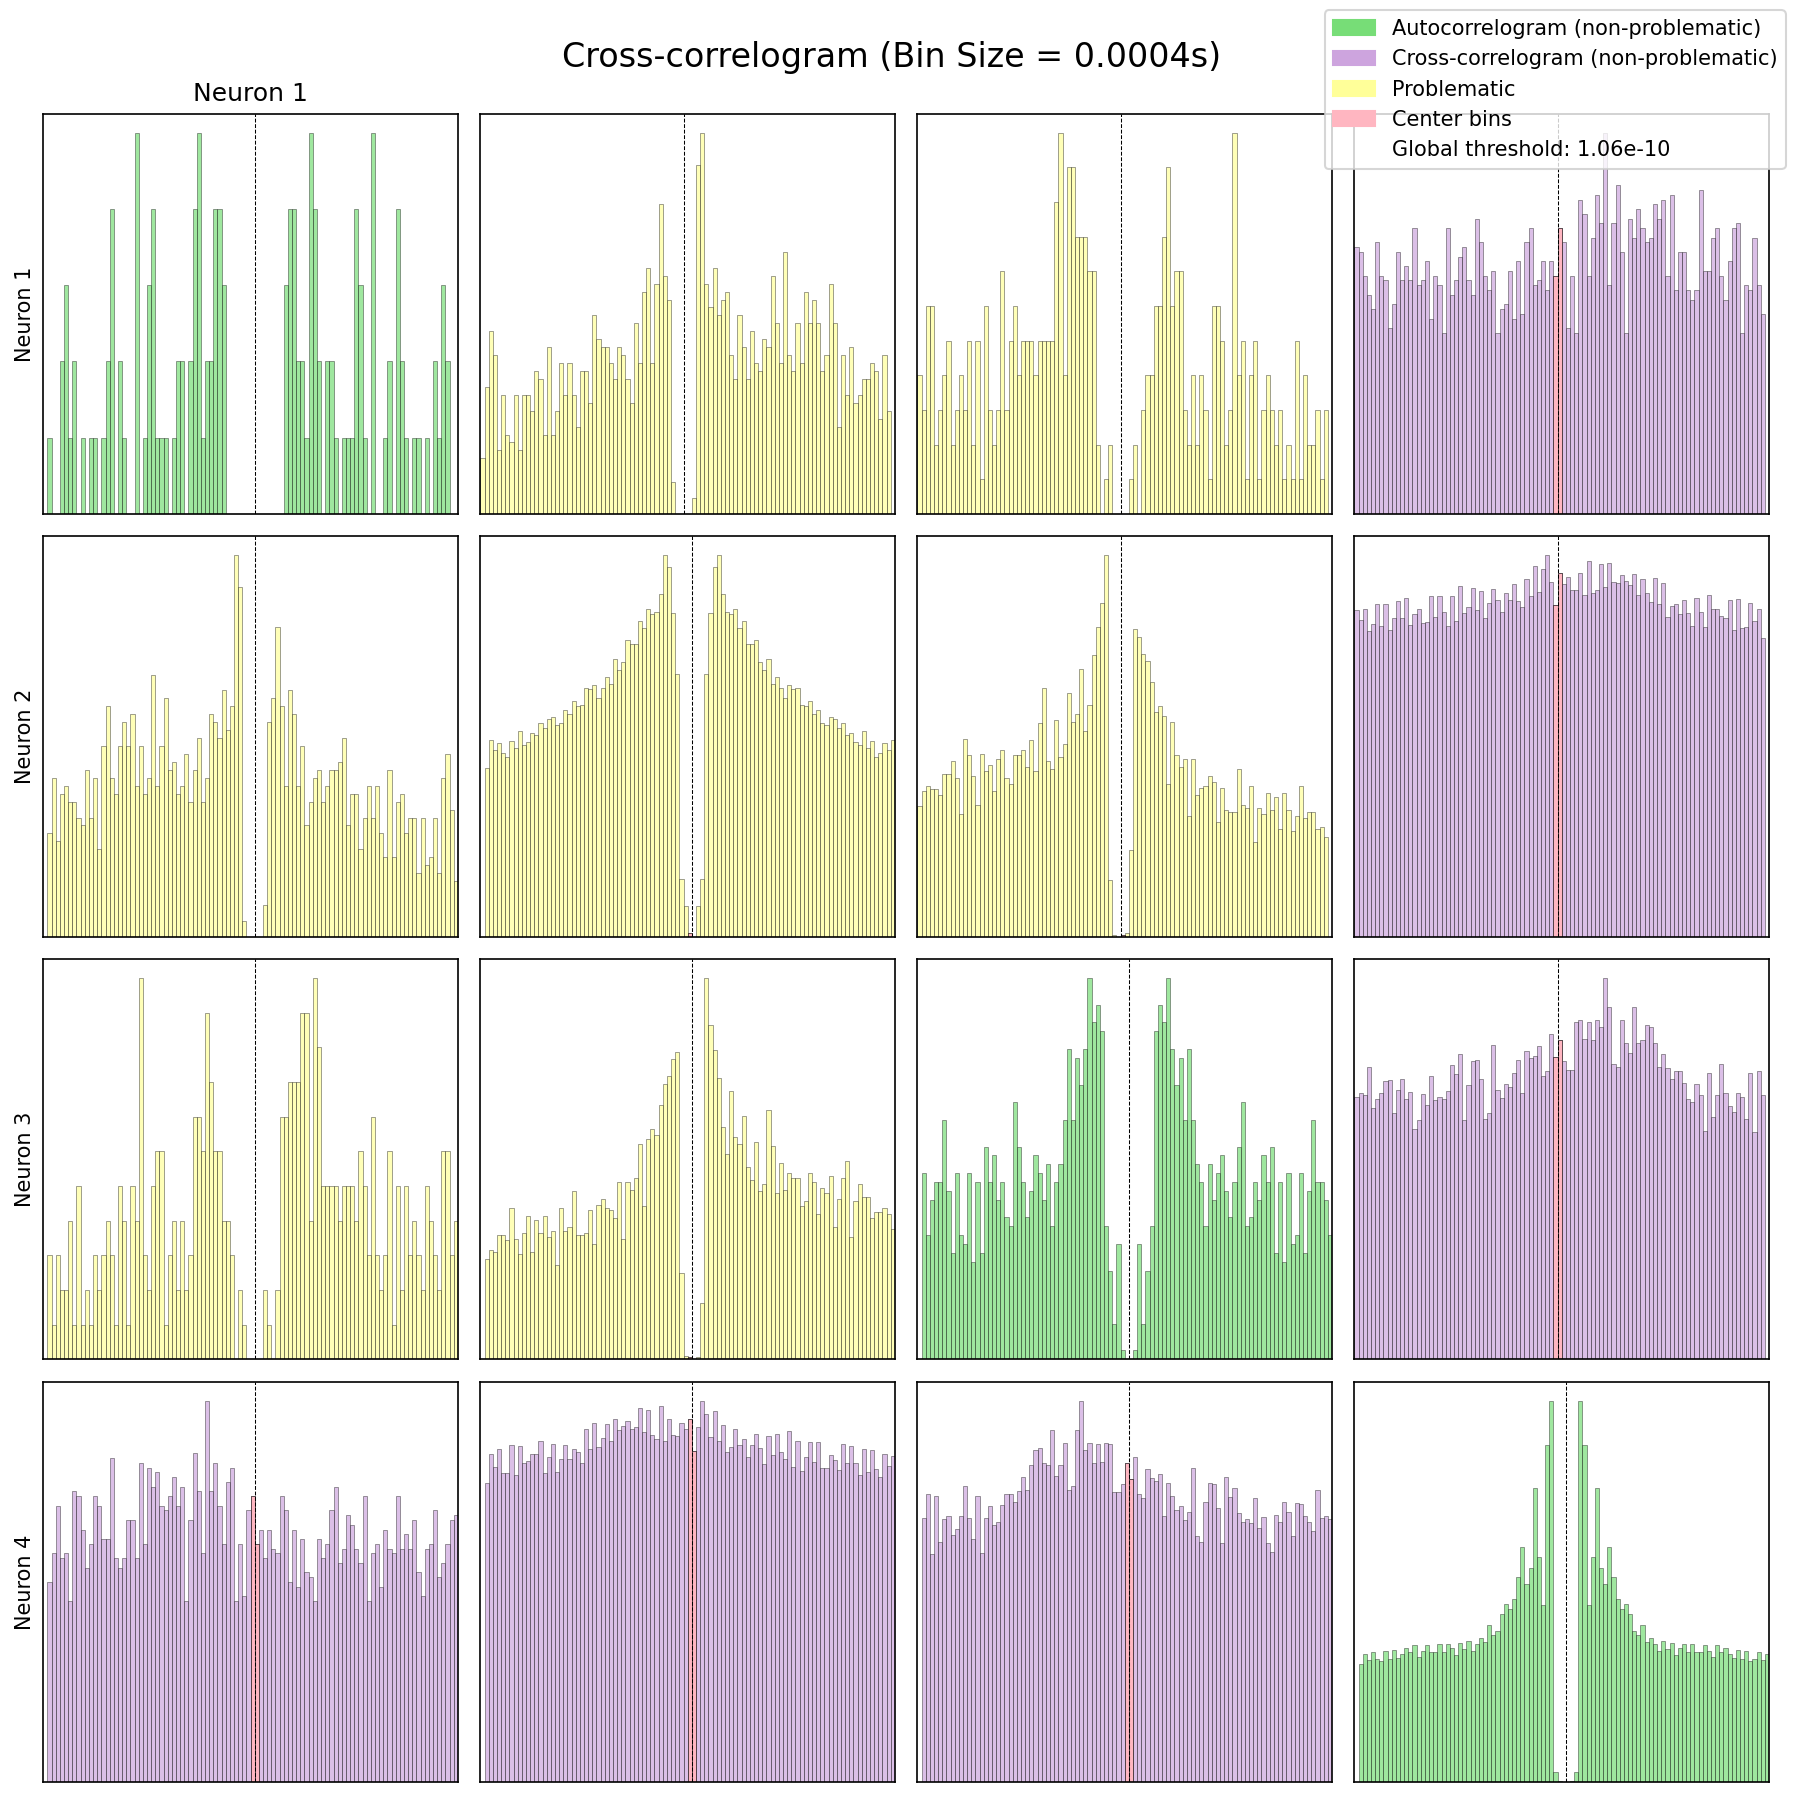 Cross-correlogram (Bin Size = 0.0004s)
Autocorrelogram (non-problematic)
Cross-correlogram (non-problematic)
Problematic
Center bins
Global threshold: 1.06e-10
Neuron 1
Neuron 1
Neuron 2
Neuron 3
Neuron 4